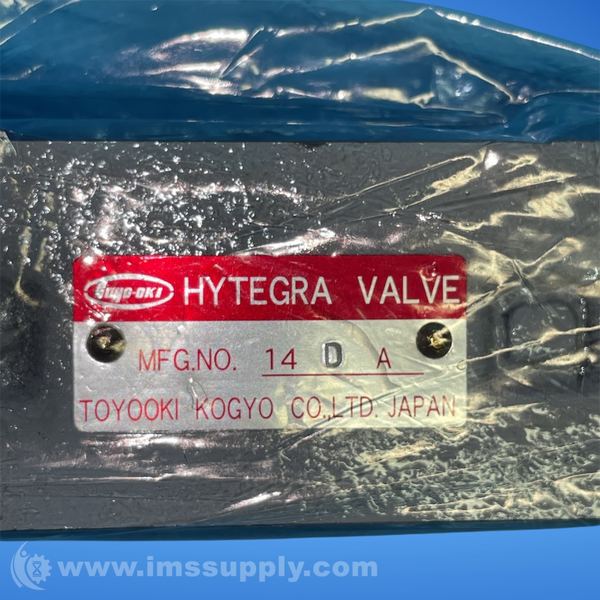 toyo-oki HYTEGRA VALVE
MFG.NO. 14 D A
TOYOOKI KOGYO CO.,LTD. JAPAN
www.imssupply.com